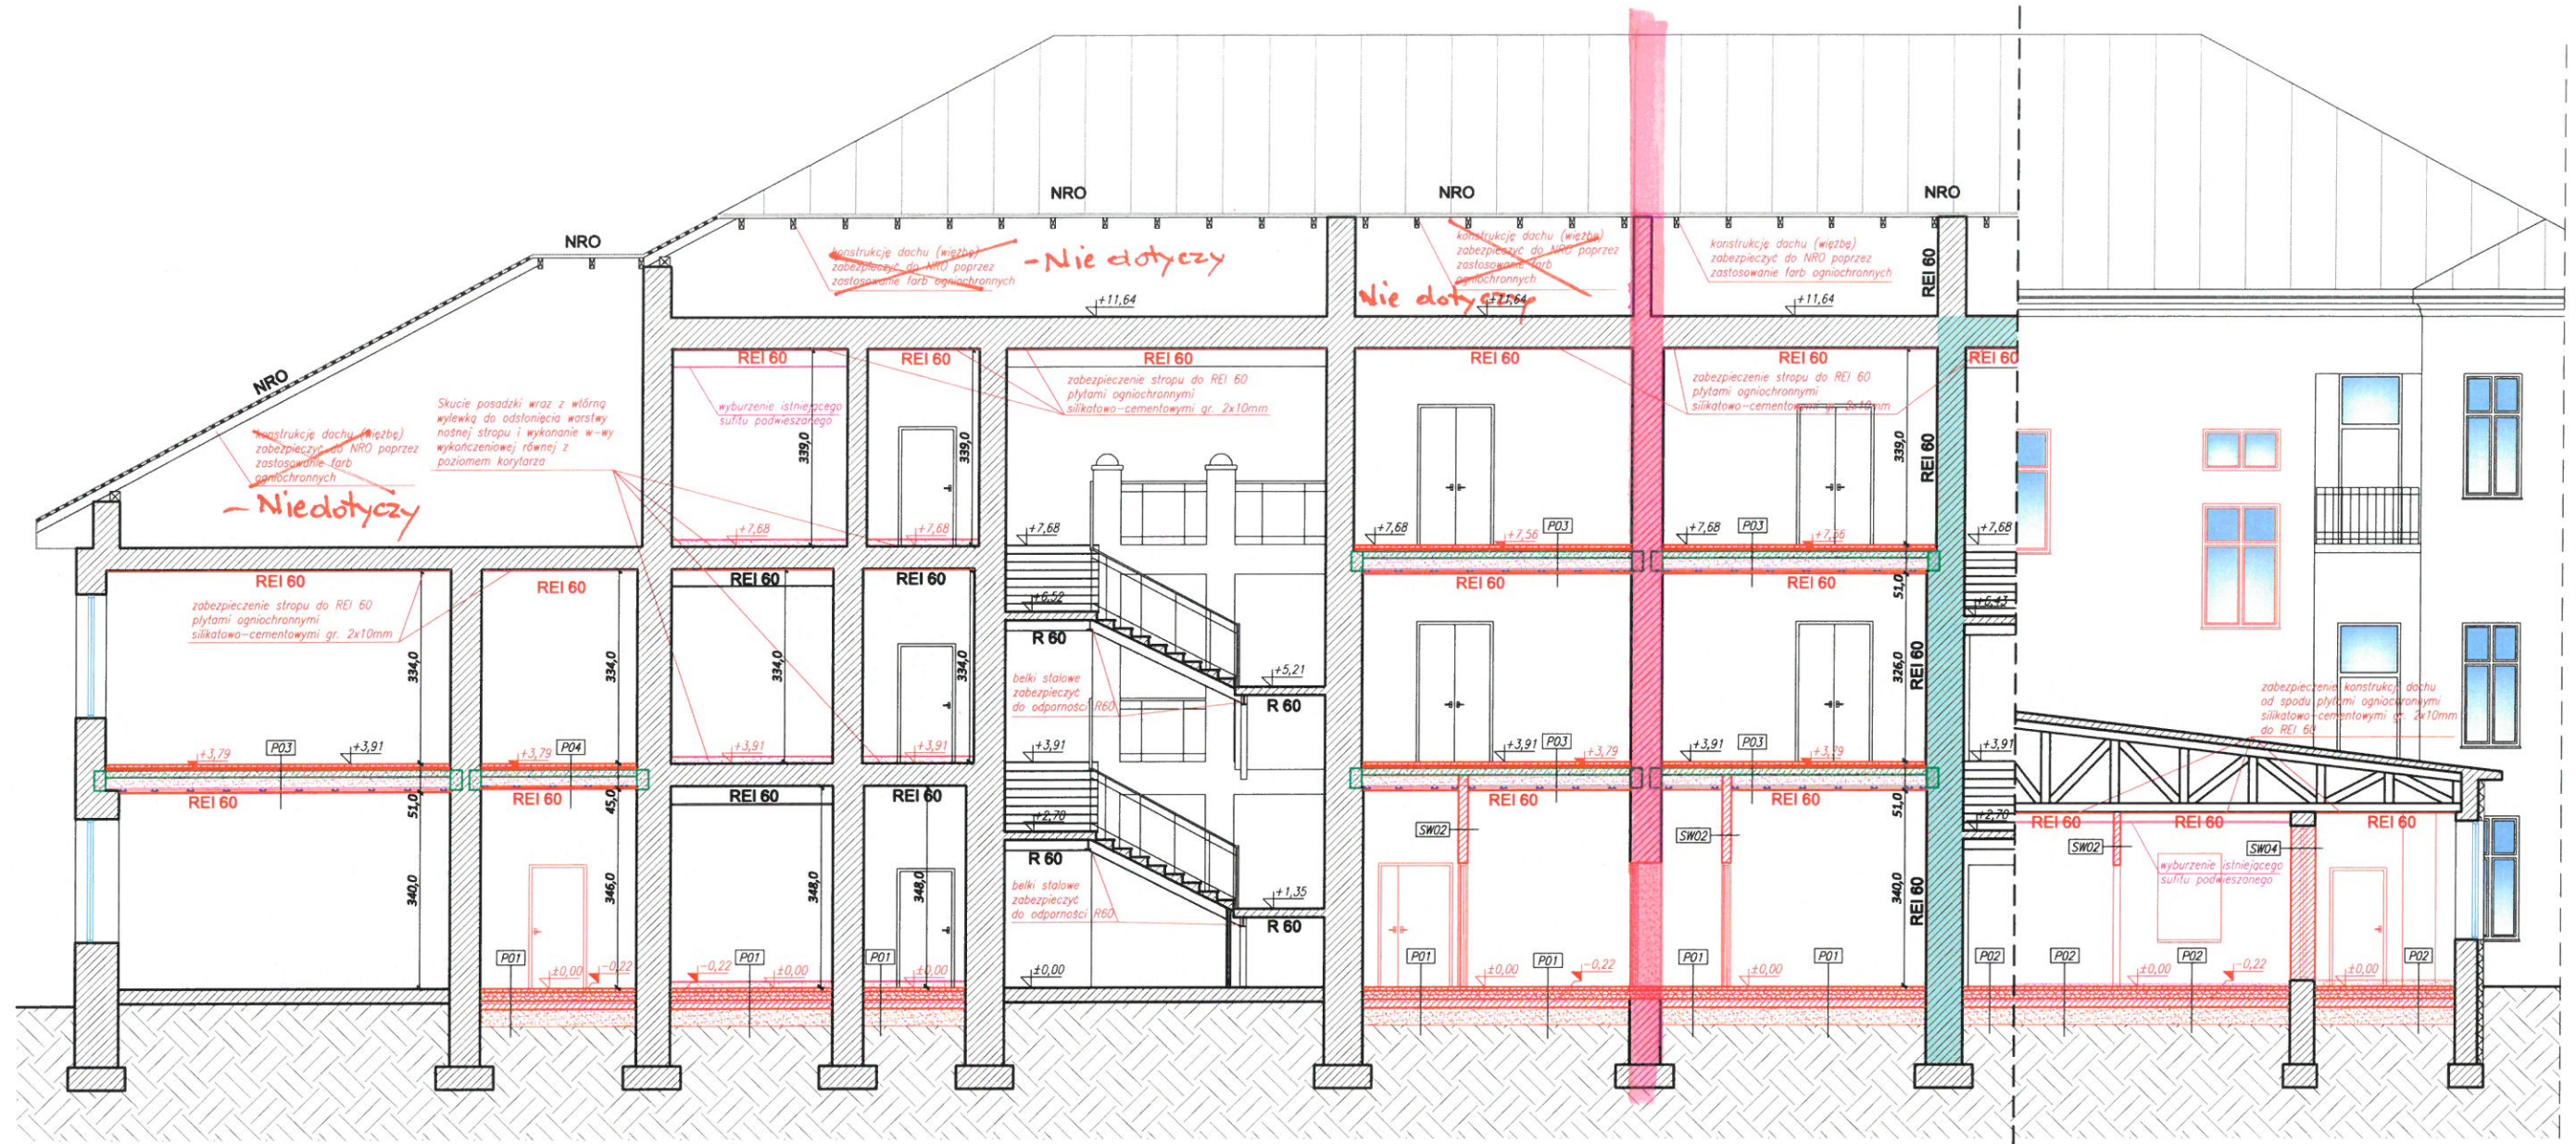 NRO
NRO
NRO
NRO
NRO
konstrukcję dachu (więźbę)
zabezpieczyć do NRO poprzez
zastosowanie farb ogniochronnych
- Nie dotyczy
konstrukcję dachu (więźbę)
zabezpieczyć do NRO poprzez
zastosowanie farb
ogniochronnych
Nie dotyczy
konstrukcję dachu (więźbę)
zabezpieczyć do NRO poprzez
zastosowanie farb ogniochronnych
REI 60
+11,64
+11,64
+11,64
REI 60
REI 60
REI 60
REI 60
REI 60
REI 60
wyburzenie istniejącego
sufitu podwieszanego
339,0
339,0
zabezpieczenie stropu do REI 60
płytami ogniochronnymi
silikatowo-cementowymi gr. 2x10mm
zabezpieczenie stropu do REI 60
płytami ogniochronnymi
silikatowo-cementowymi gr. 2x10mm
339,0
REI 60
Skucie posadzki wraz z wtórną
wylewką do odsłonięcia warstwy
nośnej stropu i wykonanie w-wy
wykończeniowej równej z
poziomem korytarza
konstrukcję dachu (więźbę)
zabezpieczyć do NRO poprzez
zastosowanie farb
ogniochronnych
- Nie dotyczy
+7,68
+7,68
+7,68
+7,68
+7,56
P03
+7,68
P03
+7,56
+7,68
REI 60
REI 60
REI 60
REI 60
REI 60
REI 60
51,0
zabezpieczenie stropu do REI 60
płytami ogniochronnymi
silikatowo-cementowymi gr. 2x10mm
334,0
334,0
334,0
334,0
+6,52
R 60
+6,43
326,0
REI 60
belki stalowe
zabezpieczyć
do odporności R60
+5,21
R 60
zabezpieczenie konstrukcji dachu
od spodu płytami ogniochronnymi
silikatowo-cementowymi gr. 2x10mm
do REI 60
+3,79
P03
+3,91
+3,79
P04
+3,91
+3,91
+3,91
+3,91
P03
+3,79
+3,91
P03
+3,79
+3,91
REI 60
51,0
REI 60
45,0
REI 60
REI 60
REI 60
REI 60
51,0
+2,70
R 60
+2,70
SW02
SW02
REI 60
REI 60
REI 60
SW02
SW04
wyburzenie istniejącego
sufitu podwieszanego
340,0
346,0
348,0
348,0
belki stalowe
zabezpieczyć
do odporności R60
+1,35
R 60
340,0
REI 60
P01
±0,00
-0,22
-0,22
P01
±0,00
P01
±0,00
±0,00
P01
±0,00
P01
-0,22
P01
±0,00
P01
P02
P02
±0,00
P02
-0,22
±0,00
P02